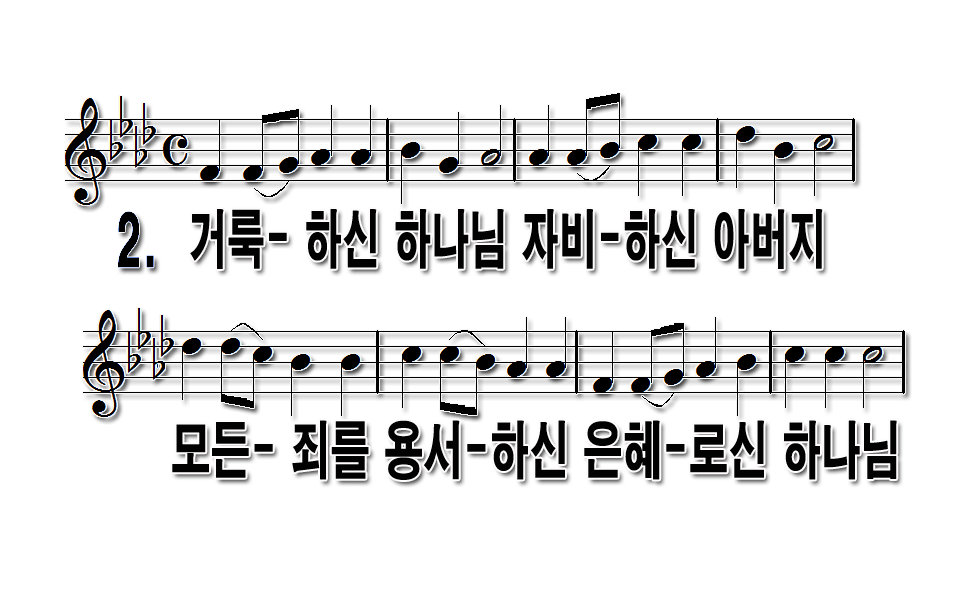 2. 거룩- 하신 하나님 자비-하신 아버지
모든- 죄를 용서-하신 은혜-로신 하나님